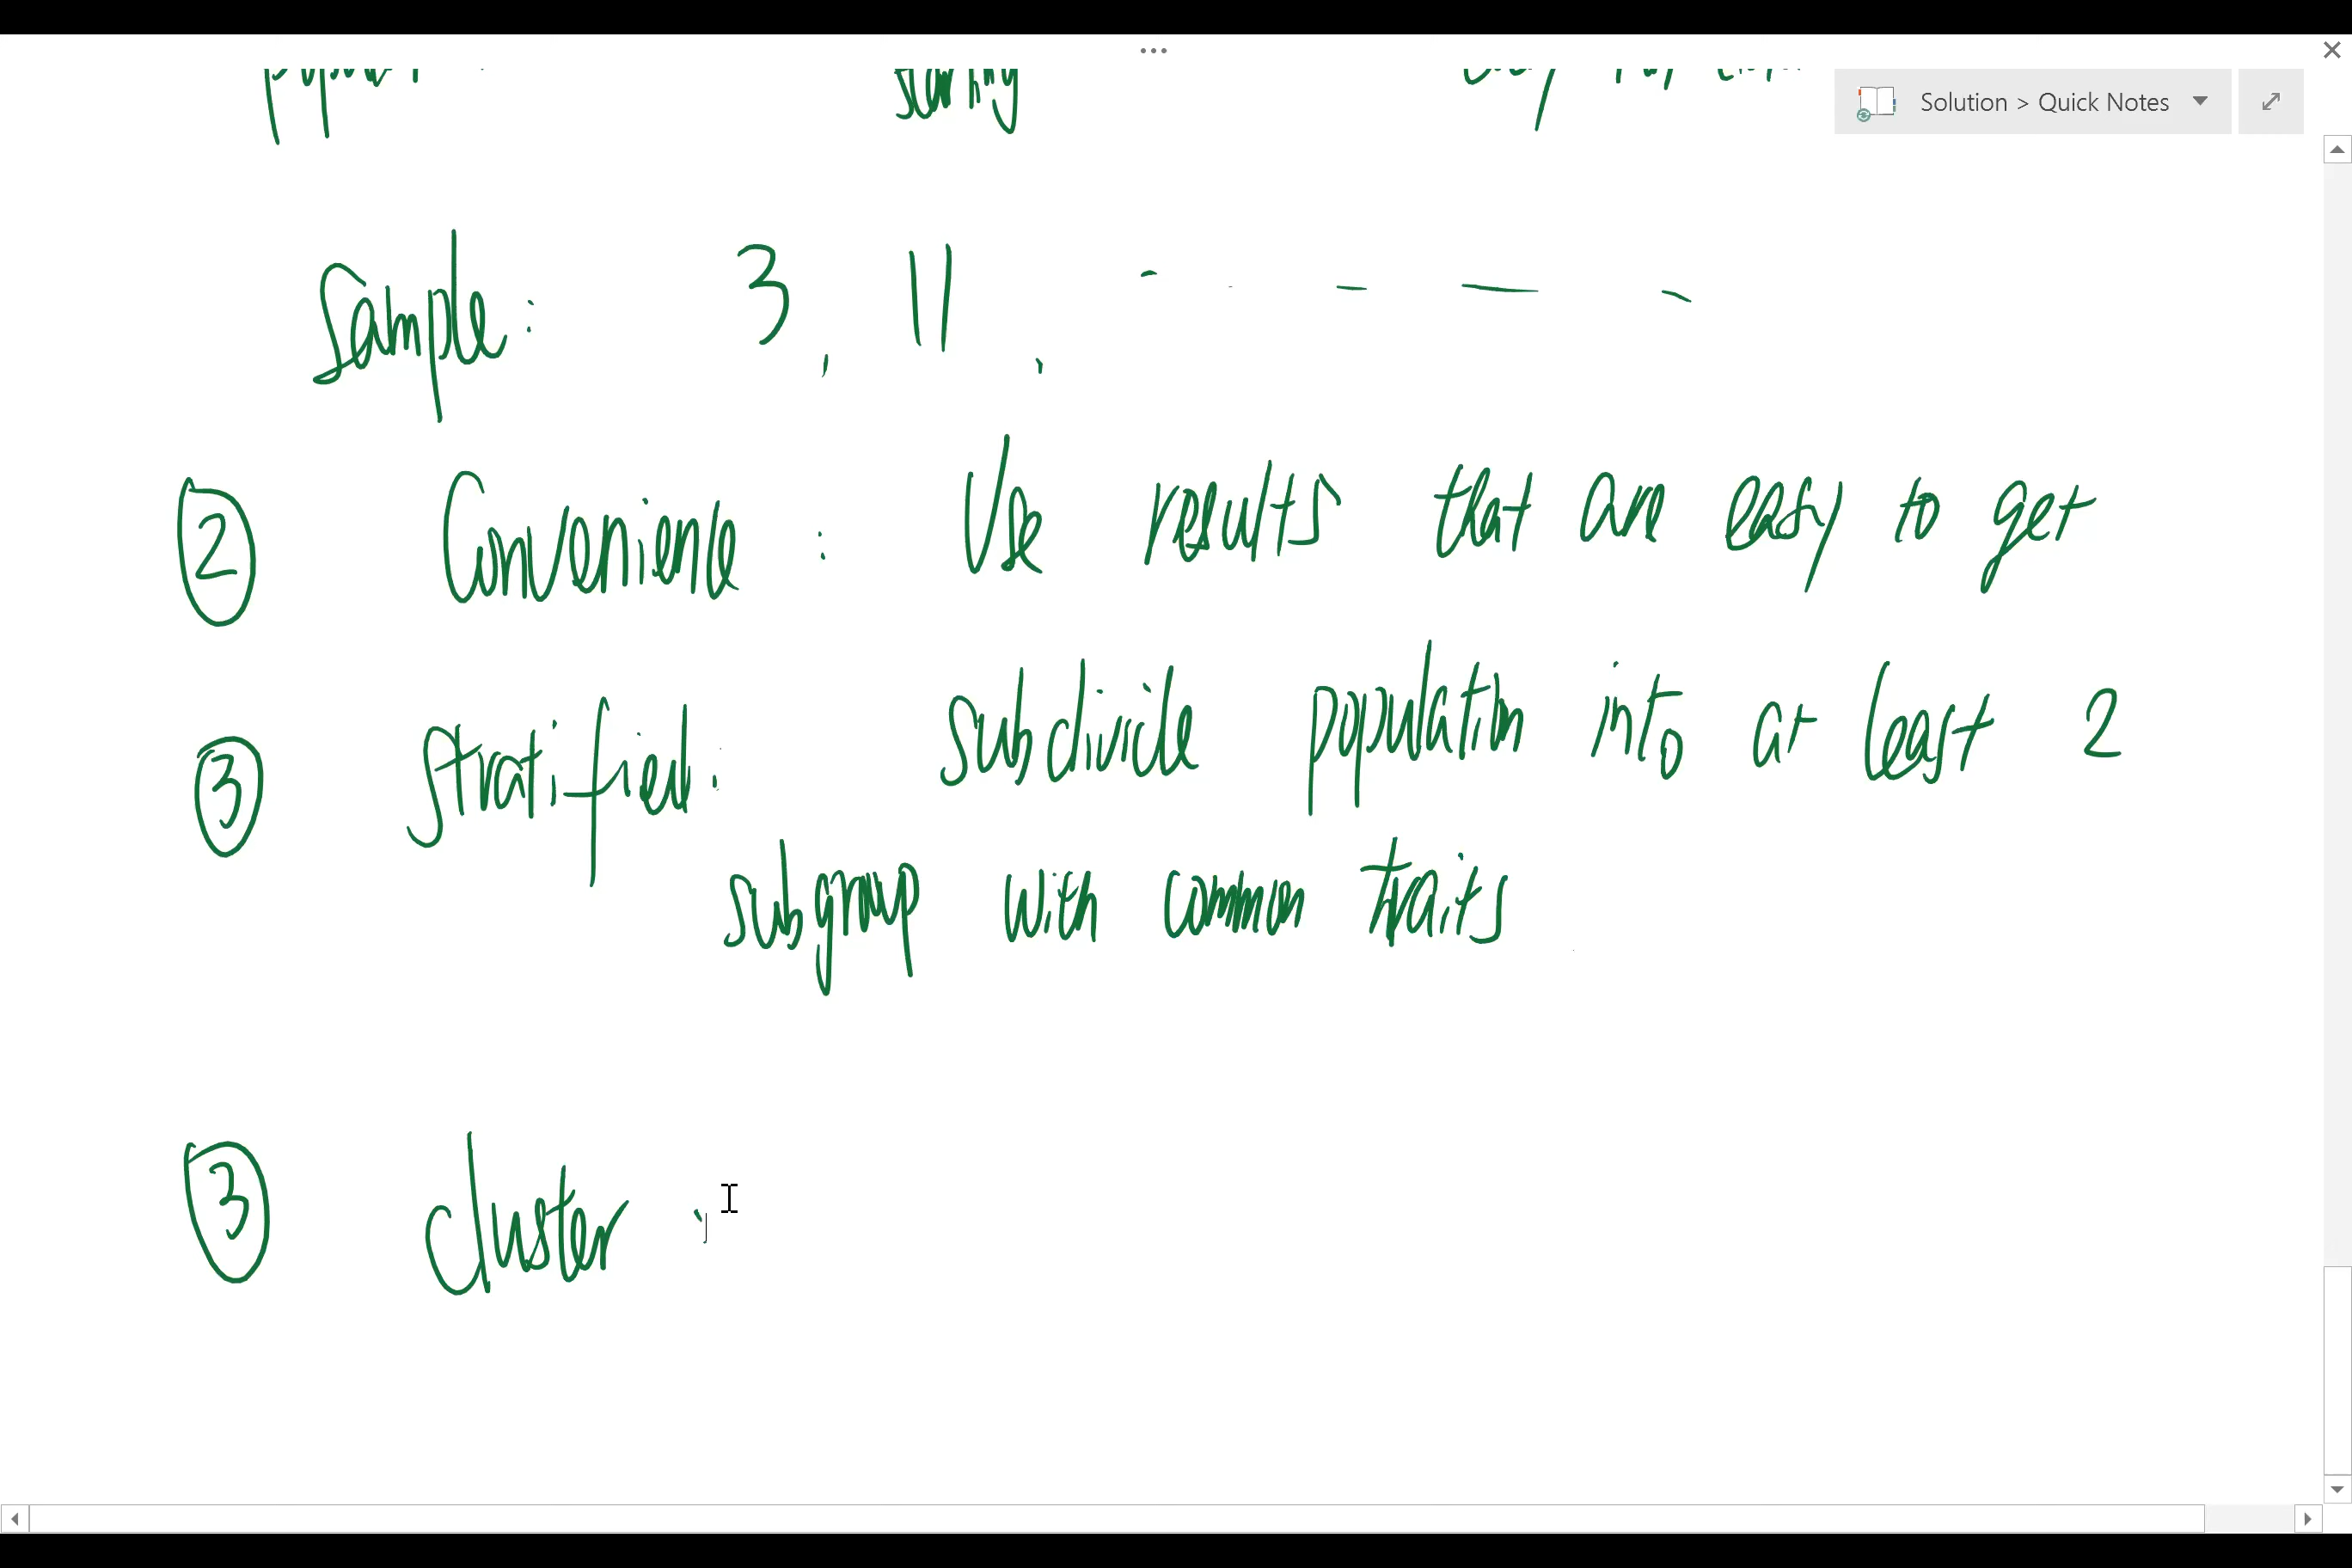 Solution > Quick Notes
Sample: 3, 11, - - - - -
② Convenience : Use results that are easy to get
③ Stratified: subdivide population into at least 2
subgroup with common traits
③ cluster :